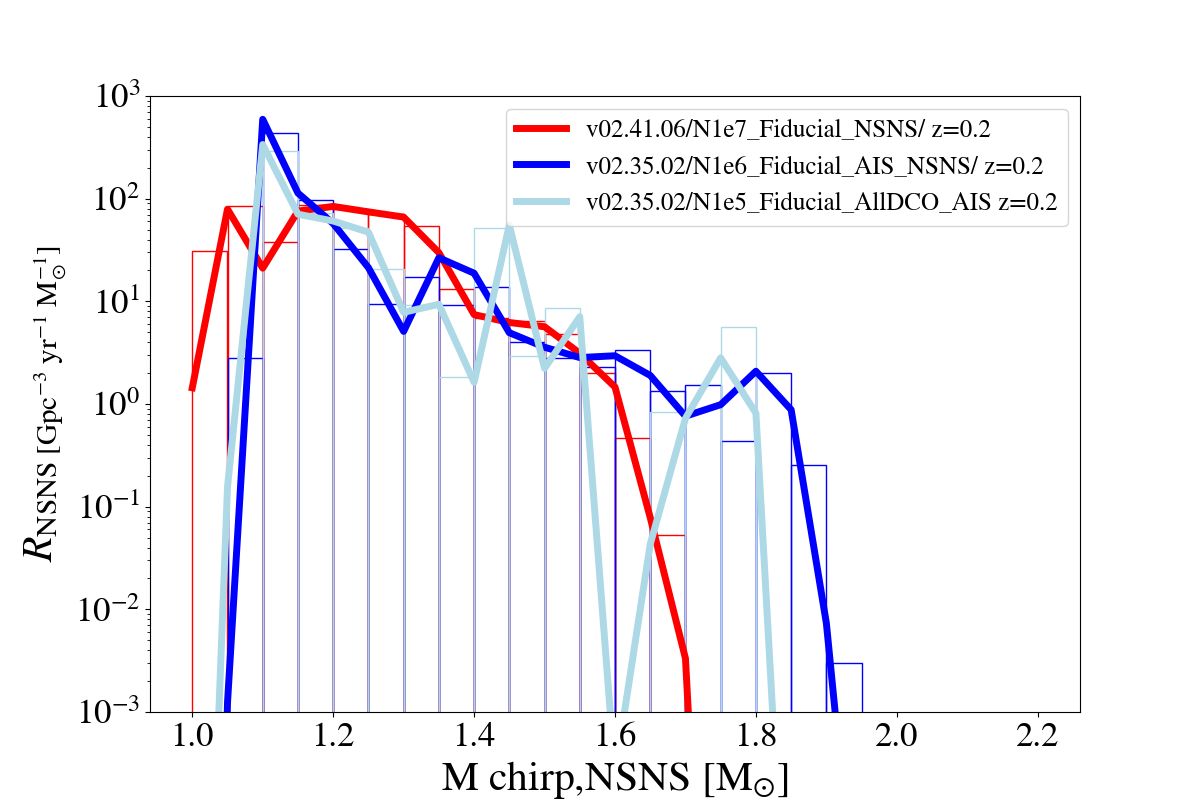 10³
v02.41.06/N1e7_Fiducial_NSNS/ z=0.2
v02.35.02/N1e6_Fiducial_AIS_NSNS/ z=0.2
v02.35.02/N1e5_Fiducial_AllDCO_AIS z=0.2
10²
10¹
10⁰
10⁻¹
10⁻²
10⁻³
R_NSNS [Gpc⁻³ yr⁻¹ M⊙⁻¹]
1.0 1.2 1.4 1.6 1.8 2.0 2.2
M chirp,NSNS [M⊙]